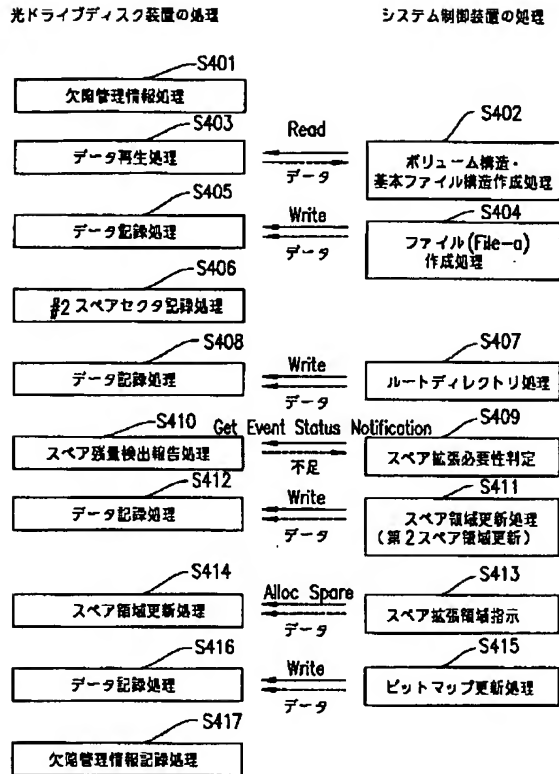 光ドライブディスク装置の処理 システム制御装置の処理
S401
欠陥管理情報処理
S403 Read S402
データ再生処理 データ ボリューム構造・
基本ファイル構造作成処理
S405 Write S404
データ記録処理 データ ファイル(File-a)
作成処理
S406
#2 スペアセクタ記録処理
S408 Write S407
データ記録処理 データ ルートディレクトリ処理
S410 Get Event Status Notification S409
スペア残量検出報告処理 不足 スペア拡張必要性判定
S412 Write S411
データ記録処理 データ スペア領域更新処理
(第2スペア領域更新)
S414 Alloc Spare S413
スペア領域更新処理 データ スペア拡張領域指示
S416 Write S415
データ記録処理 データ ビットマップ更新処理
S417
欠陥管理情報記録処理